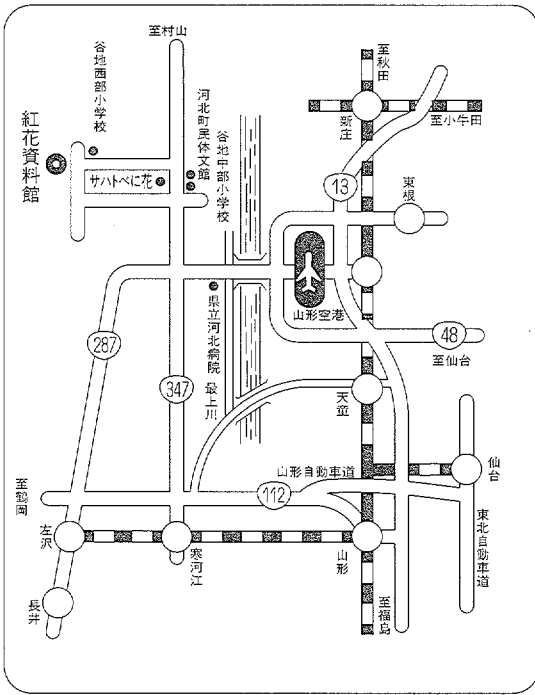 至村山
至秋田
谷地西部小学校
河北町民体文館
谷地中部小学校
新庄
至小牛田
紅花資料館
サハトべに花
13
東根
山形空港
県立河北病院
最上川
48
至仙台
287
347
天童
仙台
山形自動車道
112
至鶴岡
左沢
寒河江
山形
東北自動車道
長井
至福島